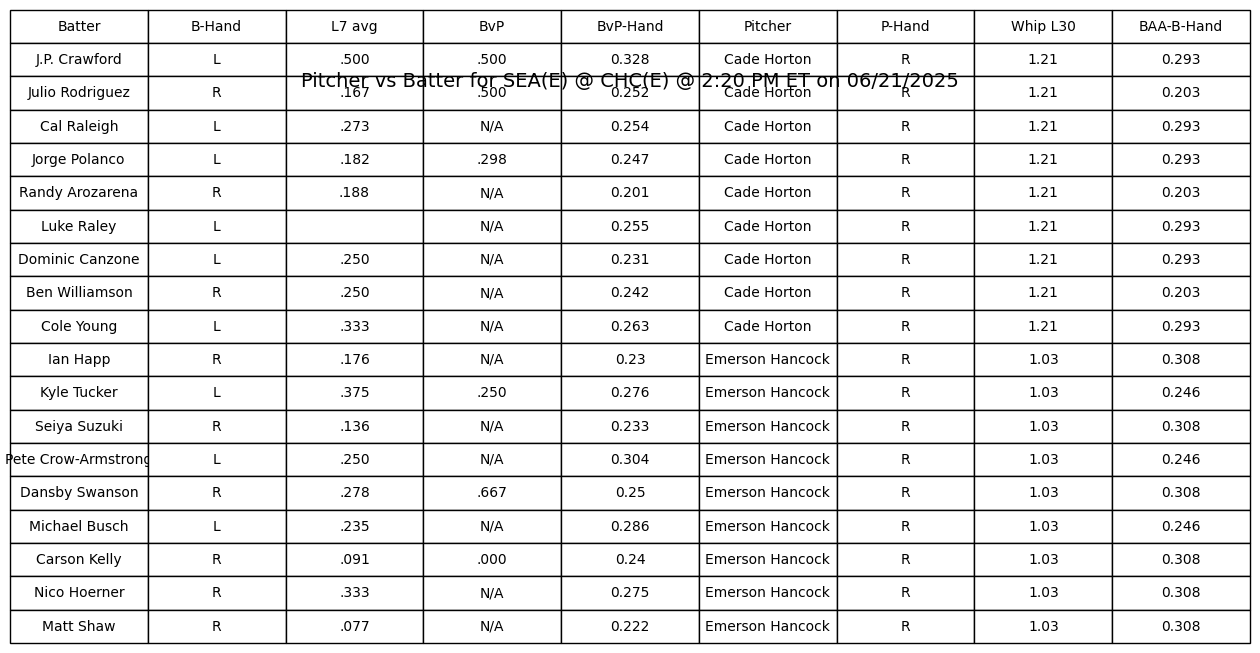 Batter B-Hand L7 avg BvP BvP-Hand Pitcher P-Hand Whip L30 BAA-B-Hand
J.P. Crawford L .500 .500 0.328 Cade Horton R 1.21 0.293
Pitcher vs Batter for SEA(E) @ CHC(E) @ 2:20 PM ET on 06/21/2025
Julio Rodriguez R .167 .500 0.252 Cade Horton R 1.21 0.203
Cal Raleigh L .273 N/A 0.254 Cade Horton R 1.21 0.293
Jorge Polanco L .182 .298 0.247 Cade Horton R 1.21 0.293
Randy Arozarena R .188 N/A 0.201 Cade Horton R 1.21 0.203
Luke Raley L N/A 0.255 Cade Horton R 1.21 0.293
Dominic Canzone L .250 N/A 0.231 Cade Horton R 1.21 0.293
Ben Williamson R .250 N/A 0.242 Cade Horton R 1.21 0.203
Cole Young L .333 N/A 0.263 Cade Horton R 1.21 0.293
Ian Happ R .176 N/A 0.23 Emerson Hancock R 1.03 0.308
Kyle Tucker L .375 .250 0.276 Emerson Hancock R 1.03 0.246
Seiya Suzuki R .136 N/A 0.233 Emerson Hancock R 1.03 0.308
Pete Crow-Armstrong L .250 N/A 0.304 Emerson Hancock R 1.03 0.246
Dansby Swanson R .278 .667 0.25 Emerson Hancock R 1.03 0.308
Michael Busch L .235 N/A 0.286 Emerson Hancock R 1.03 0.246
Carson Kelly R .091 .000 0.24 Emerson Hancock R 1.03 0.308
Nico Hoerner R .333 N/A 0.275 Emerson Hancock R 1.03 0.308
Matt Shaw R .077 N/A 0.222 Emerson Hancock R 1.03 0.308